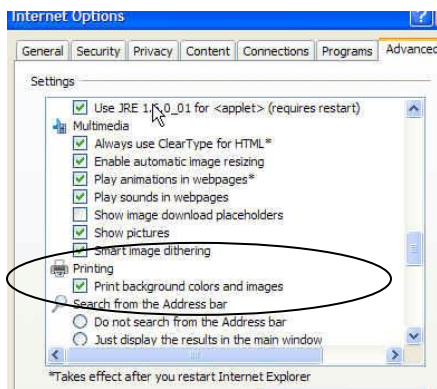 Internet Options
General Security Privacy Content Connections Programs Advanced
Settings
Use JRE 1.5.0_01 for <applet> (requires restart)
Multimedia
Always use ClearType for HTML*
Enable automatic image resizing
Play animations in webpages*
Play sounds in webpages
Show image download placeholders
Show pictures
Smart image dithering
Printing
Print background colors and images
Search from the Address bar
Do not search from the Address bar
Just display the results in the main window
*Takes effect after you restart Internet Explorer